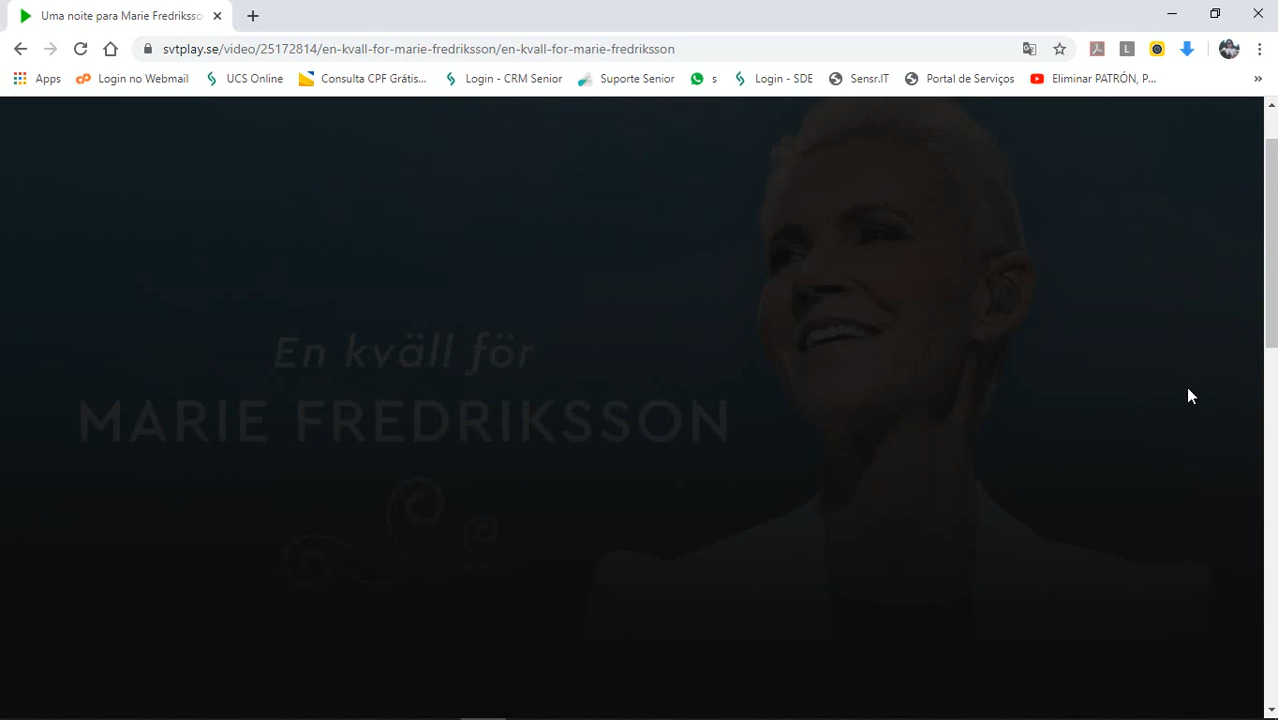 Uma noite para Marie Fredriksso
svtplay.se/video/25172814/en-kvall-for-marie-fredriksson/en-kvall-for-marie-fredriksson
Apps Login no Webmail UCS Online Consulta CPF Grátis... Login - CRM Senior Suporte Senior . Login - SDE Sensr.IT Portal de Serviços Eliminar PATRÓN, P... »
En kväll för
MARIE FREDRIKSSON